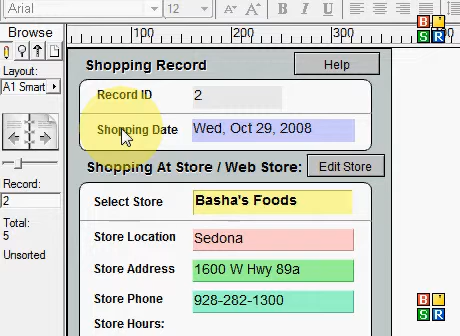 Arial 12 B I U
Browse
100 200 300
Layout:
A1 Smart
Record:
2
Total:
5
Unsorted
Shopping Record
Help
Record ID 2
Shopping Date Wed, Oct 29, 2008
Shopping At Store / Web Store: Edit Store
Select Store Basha's Foods
Store Location Sedona
Store Address 1600 W Hwy 89a
Store Phone 928-282-1300
Store Hours:
B
S R
B
S R